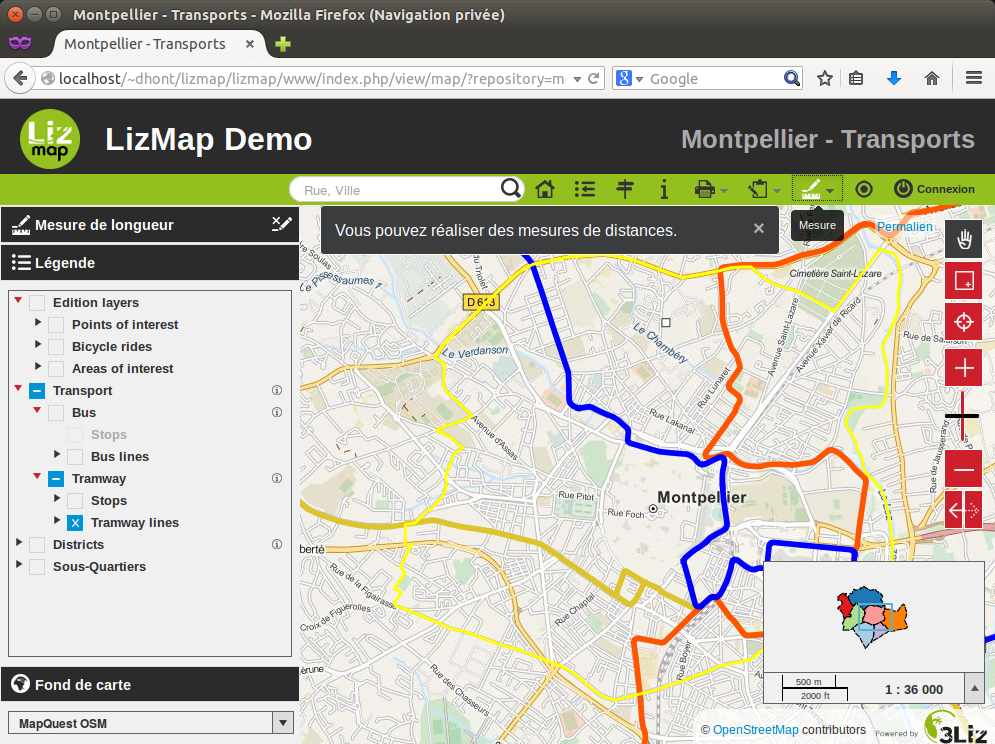 Montpellier - Transports - Mozilla Firefox (Navigation privée)
Montpellier - Transports
localhost/~dhont/lizmap/lizmap/www/index.php/view/map/?repository=m
Google
Liz map
LizMap Demo
Montpellier - Transports
Rue, Ville
Connexion
Mesure de longueur
Vous pouvez réaliser des mesures de distances.
Mesure
Permalien
Légende
Edition layers
Points of interest
Bicycle rides
Areas of interest
Transport
Bus
Stops
Bus lines
Tramway
Stops
Tramway lines
Districts
Sous-Quartiers
Fond de carte
MapQuest OSM
Cimetière Saint-Lazare
D 613
Le Verdanson
Le Chambéry
Avenue Saint-Lazare
Avenue Xavier de Ricard
Rue Lunaret
Rue Lakanal
Avenue d'Assas
Rue de Jausserand
Rue Pitot
Montpellier
Rue Foch
berté
Rue de la Figairasse
Croix de Figuerolles
Rue Chaptal
Rue Boyer
Rue des Chasseurs
500 m
2000 ft
1 : 36 000
© OpenStreetMap contributors
Powered by
3Liz